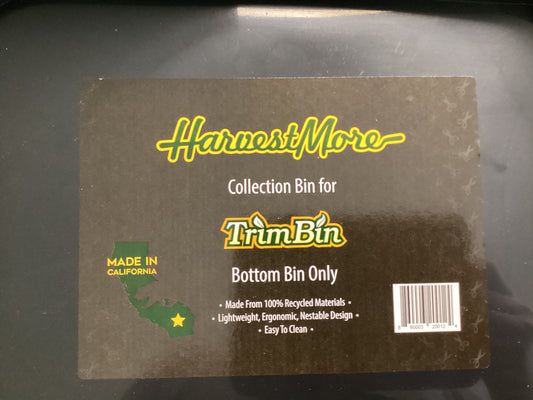 HarvestMore
Collection Bin for
TrimBin
Bottom Bin Only
MADE IN
CALIFORNIA
• Made From 100% Recycled Materials •
• Lightweight, Ergonomic, Nestable Design •
• Easy To Clean •